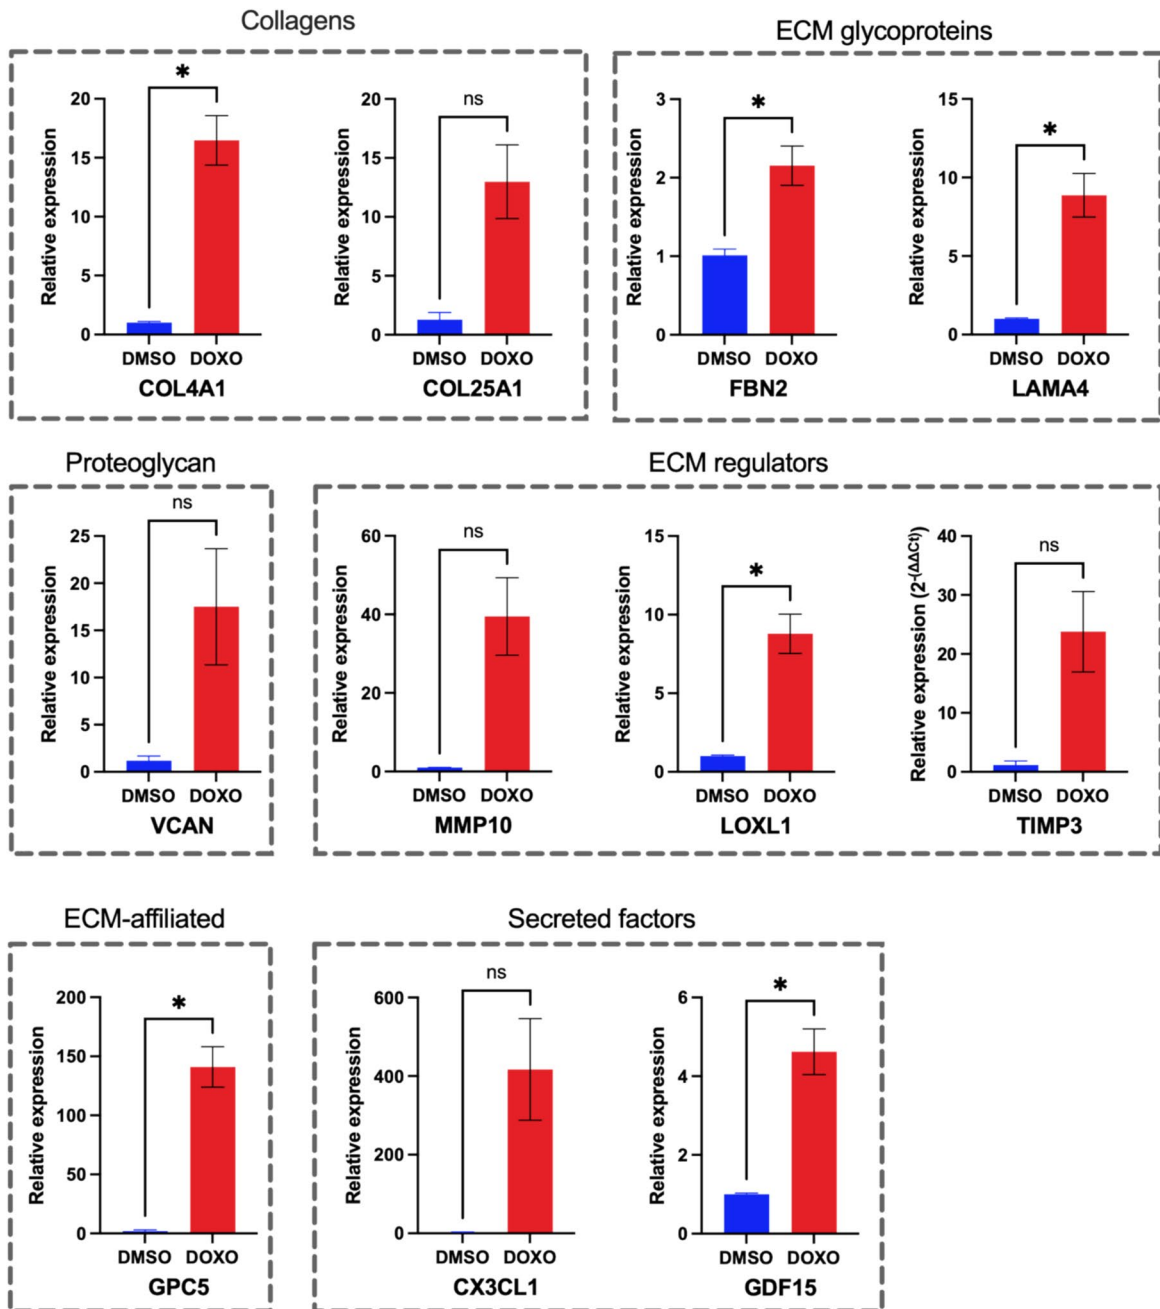 Collagens
ECM glycoproteins
Relative expression
20
15
10
5
0
*
DMSO DOXO
COL4A1
Relative expression
20
15
10
5
0
ns
DMSO DOXO
COL25A1
Relative expression
3
2
1
0
*
DMSO DOXO
FBN2
Relative expression
15
10
5
0
*
DMSO DOXO
LAMA4
Proteoglycan
ECM regulators
Relative expression
25
20
15
10
5
0
ns
DMSO DOXO
VCAN
Relative expression
60
40
20
0
ns
DMSO DOXO
MMP10
Relative expression
15
10
5
0
*
DMSO DOXO
LOXL1
Relative expression (2^-(ΔΔCt))
40
30
20
10
0
ns
DMSO DOXO
TIMP3
ECM-affiliated
Secreted factors
Relative expression
200
150
100
50
0
*
DMSO DOXO
GPC5
Relative expression
600
400
200
0
ns
DMSO DOXO
CX3CL1
Relative expression
6
4
2
0
*
DMSO DOXO
GDF15